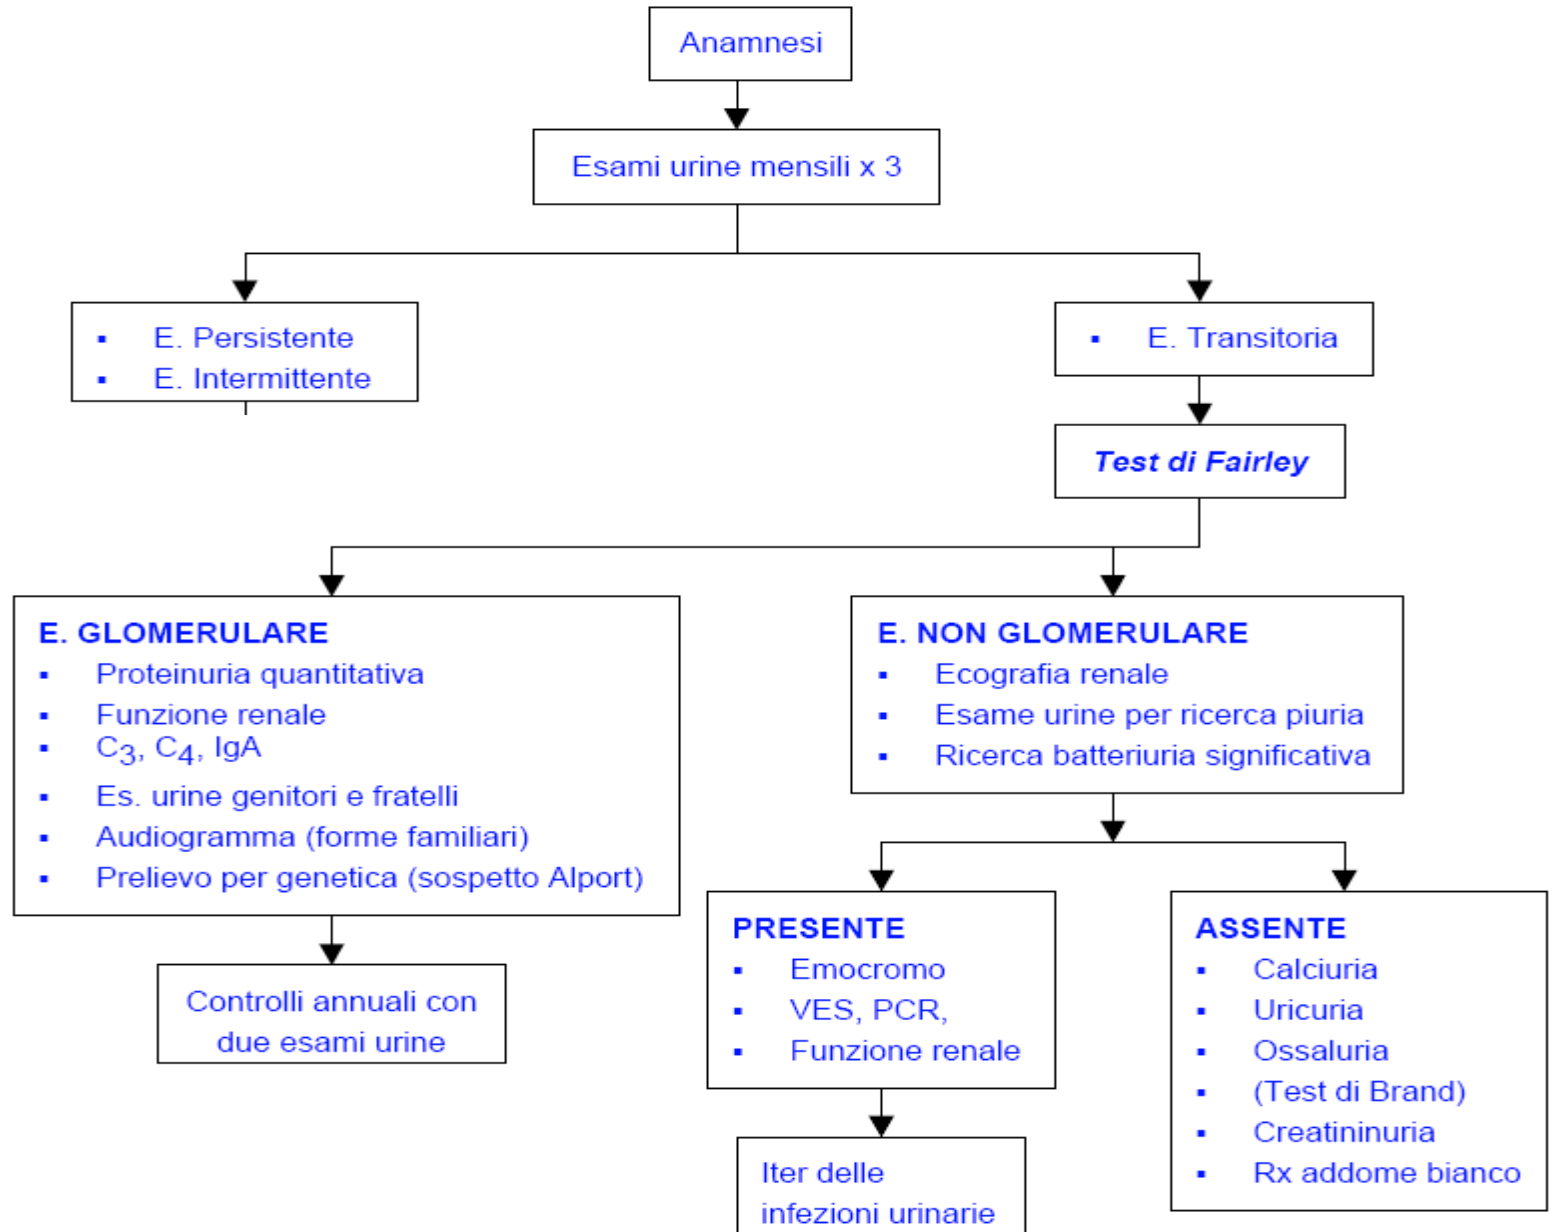 Anamnesi
Esami urine mensili x 3
▪ E. Persistente
▪ E. Intermittente
▪ E. Transitoria
Test di Fairley
E. GLOMERULARE
▪ Proteinuria quantitativa
▪ Funzione renale
▪ C3, C4, IgA
▪ Es. urine genitori e fratelli
▪ Audiogramma (forme familiari)
▪ Prelievo per genetica (sospetto Alport)
Controlli annuali con
due esami urine
E. NON GLOMERULARE
▪ Ecografia renale
▪ Esame urine per ricerca piuria
▪ Ricerca batteriuria significativa
PRESENTE
▪ Emocromo
▪ VES, PCR,
▪ Funzione renale
Iter delle
infezioni urinarie
ASSENTE
▪ Calciuria
▪ Uricuria
▪ Ossaluria
▪ (Test di Brand)
▪ Creatininuria
▪ Rx addome bianco